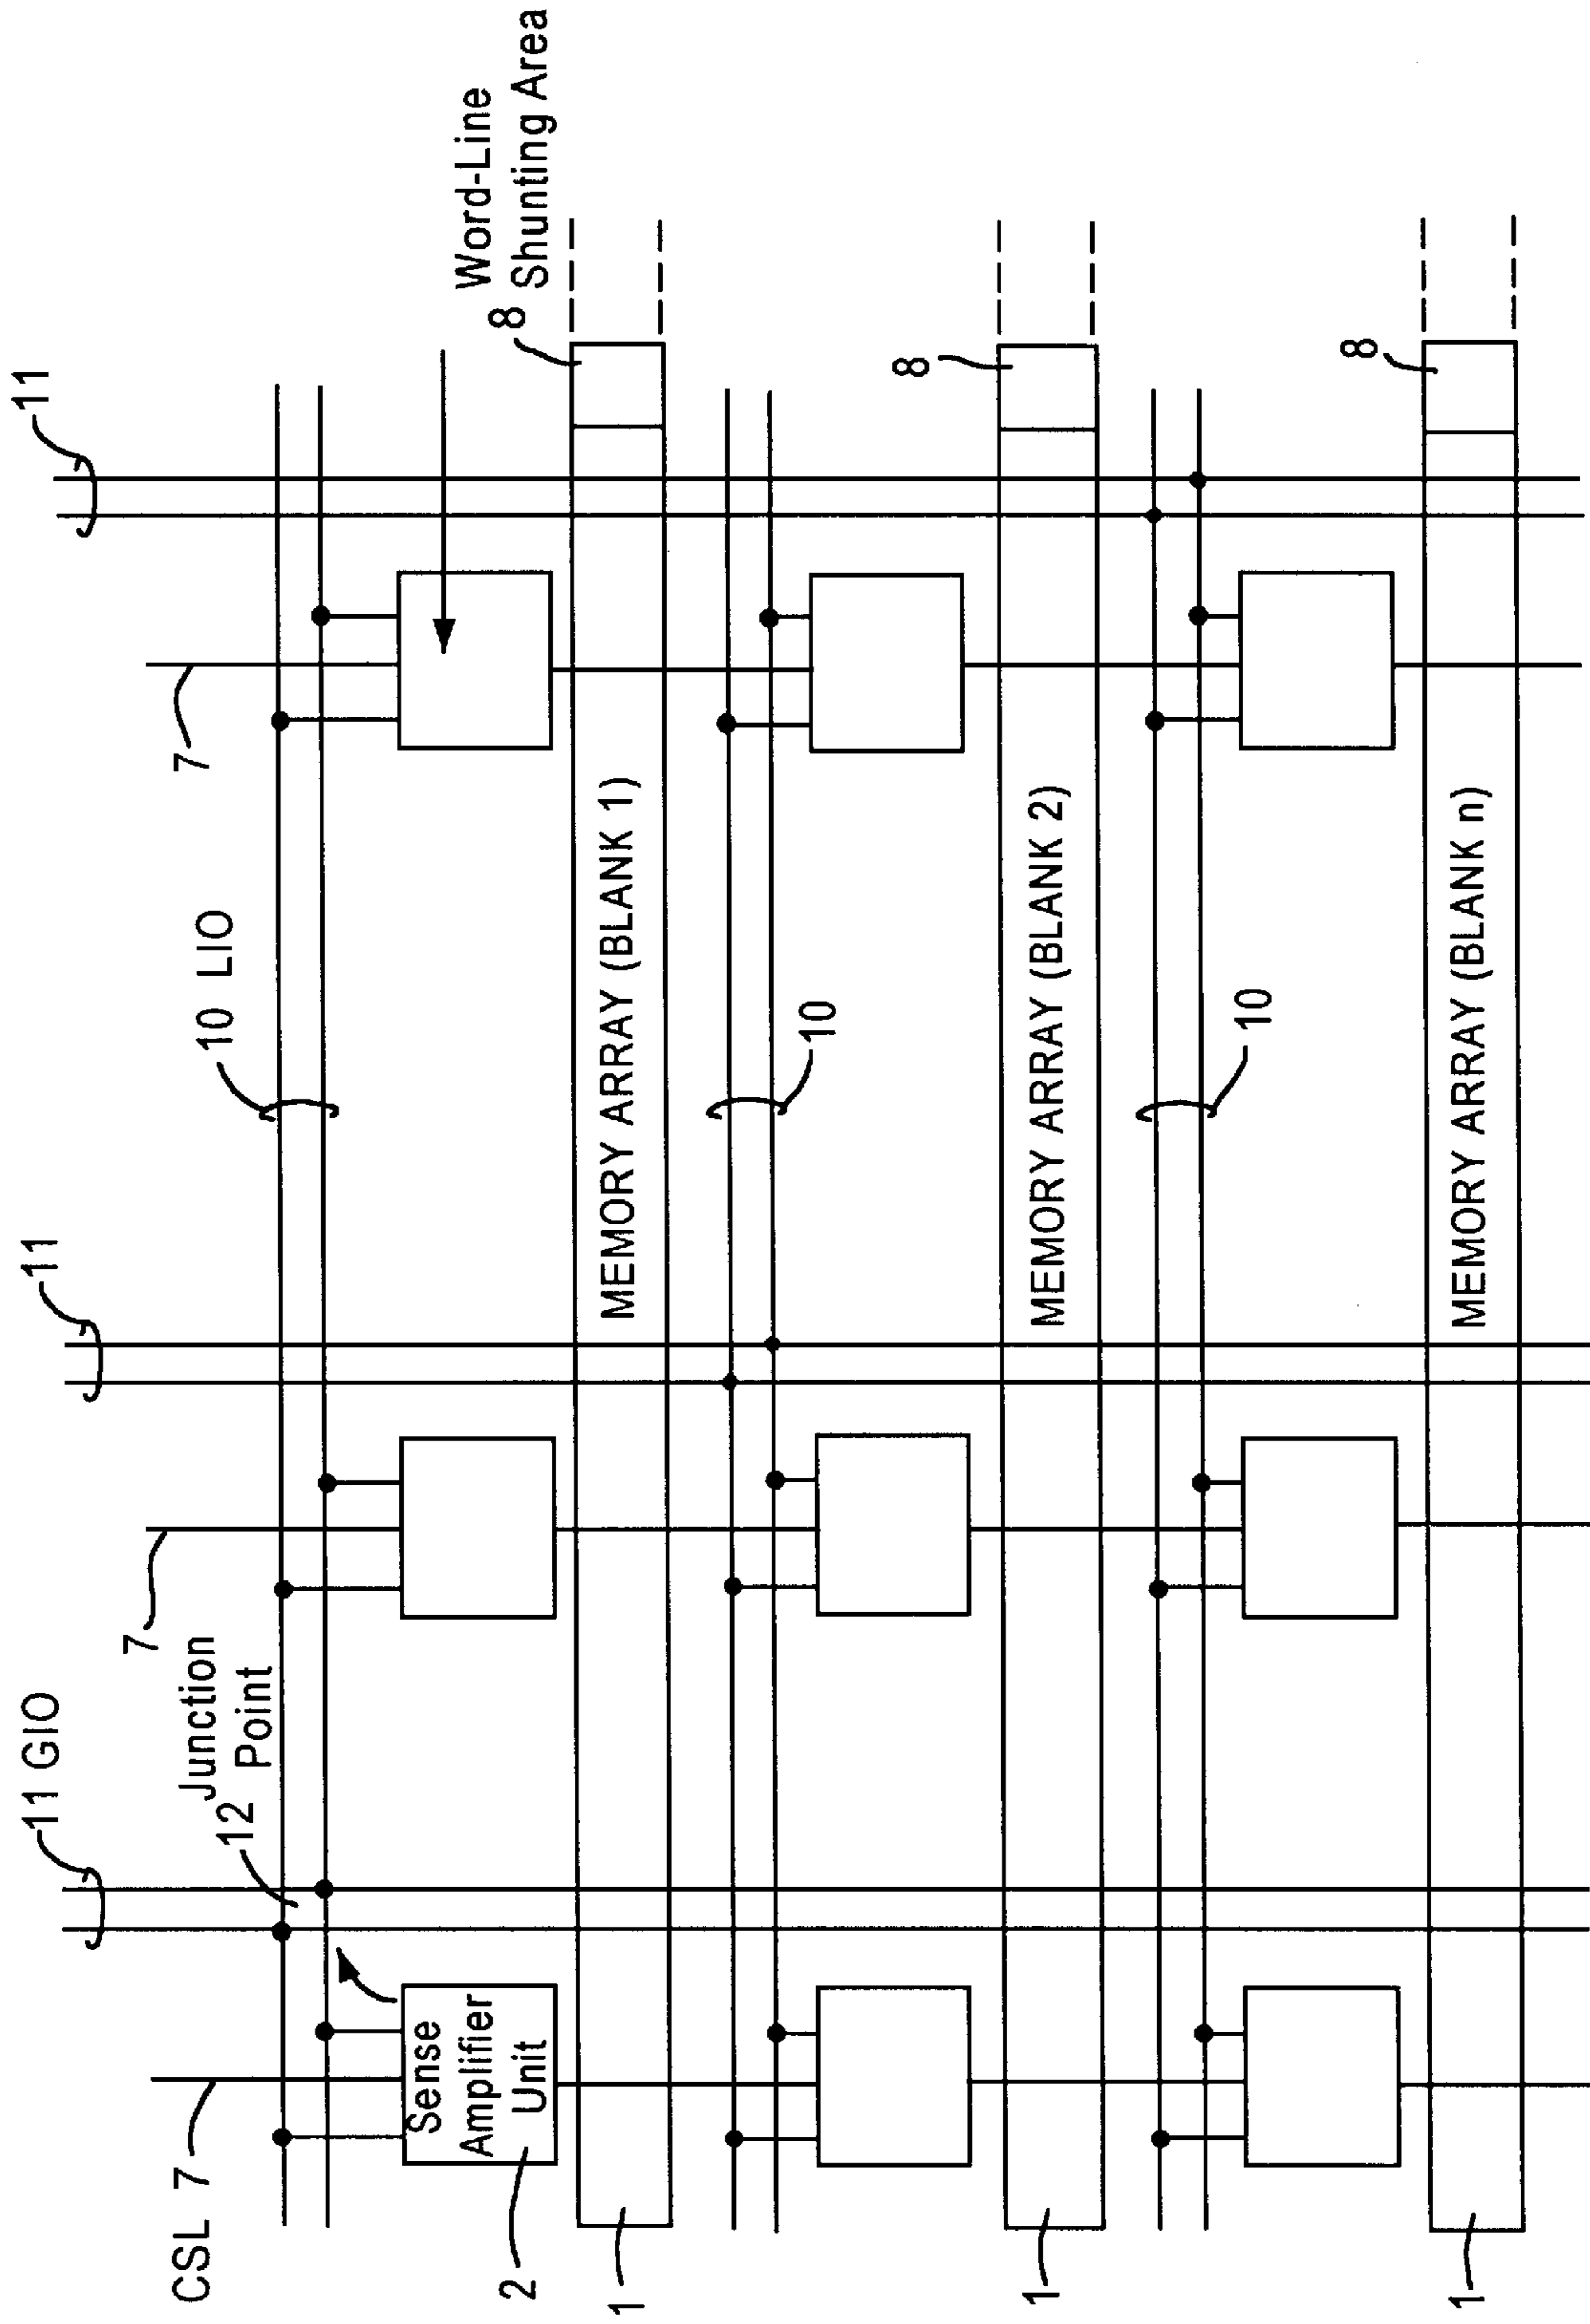 11 GIO
11
11
CSL 7
12
Junction
Point
7
10 LIO
7
Word-Line
8 Shunting Area
Sense
Amplifier
Unit
2
1
MEMORY ARRAY (BLANK 1)
10
1
MEMORY ARRAY (BLANK 2)
8
10
1
MEMORY ARRAY (BLANK n)
8